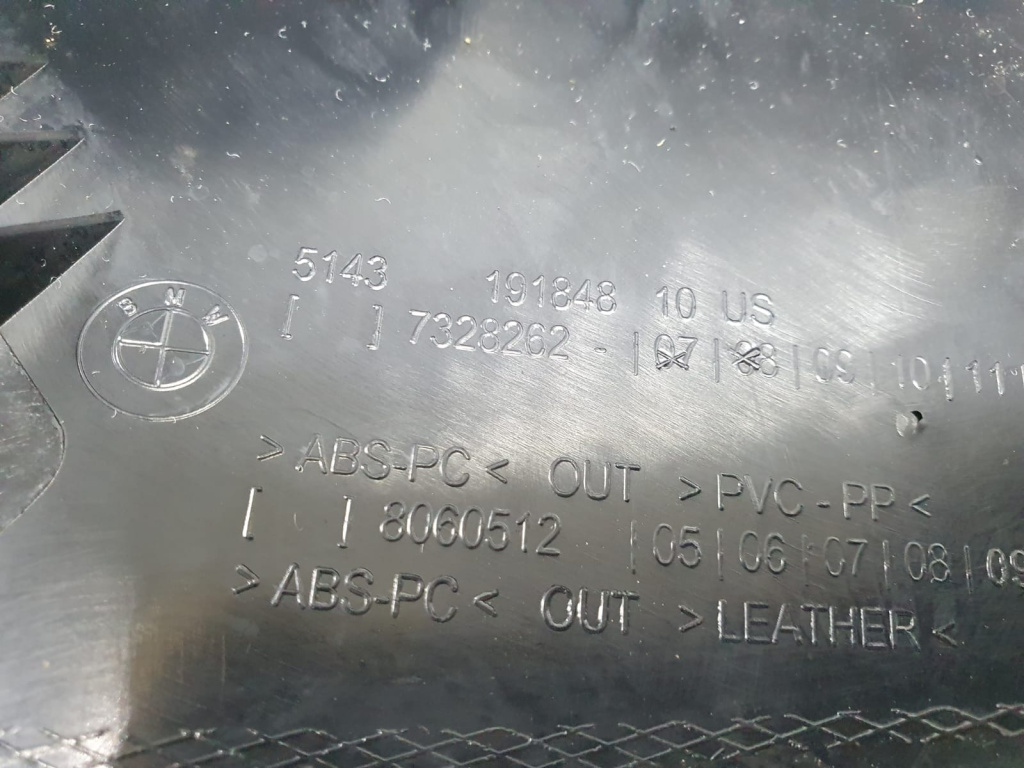 BMW
5143 191848 10 US
[ ] 7328262 - |07|08|09|10|11|
> ABS-PC < OUT > PVC - PP <
[ ] 8060512 |05|06|07|08|09
> ABS-PC < OUT > LEATHER <